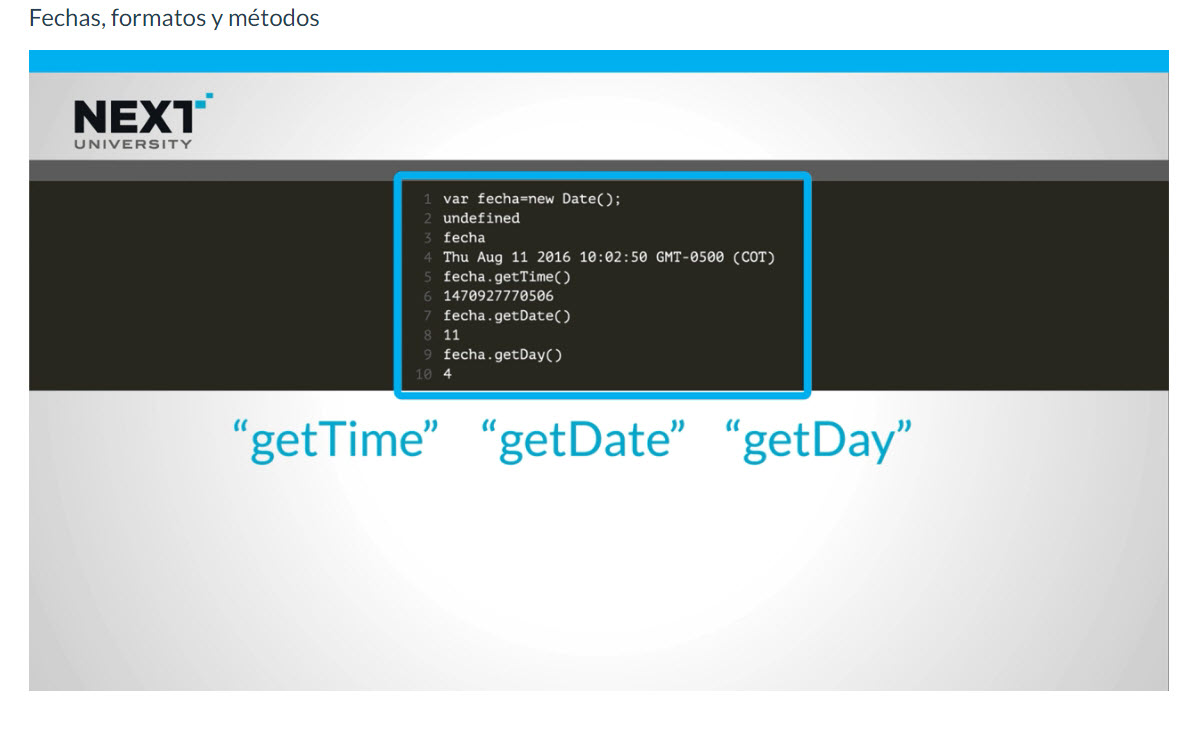 Fechas, formatos y métodos
NEXT
UNIVERSITY
1 var fecha=new Date();
2 undefined
3 fecha
4 Thu Aug 11 2016 10:02:50 GMT-0500 (COT)
5 fecha.getTime()
6 1470927770506
7 fecha.getDate()
8 11
9 fecha.getDay()
10 4
“getTime” “getDate” “getDay”